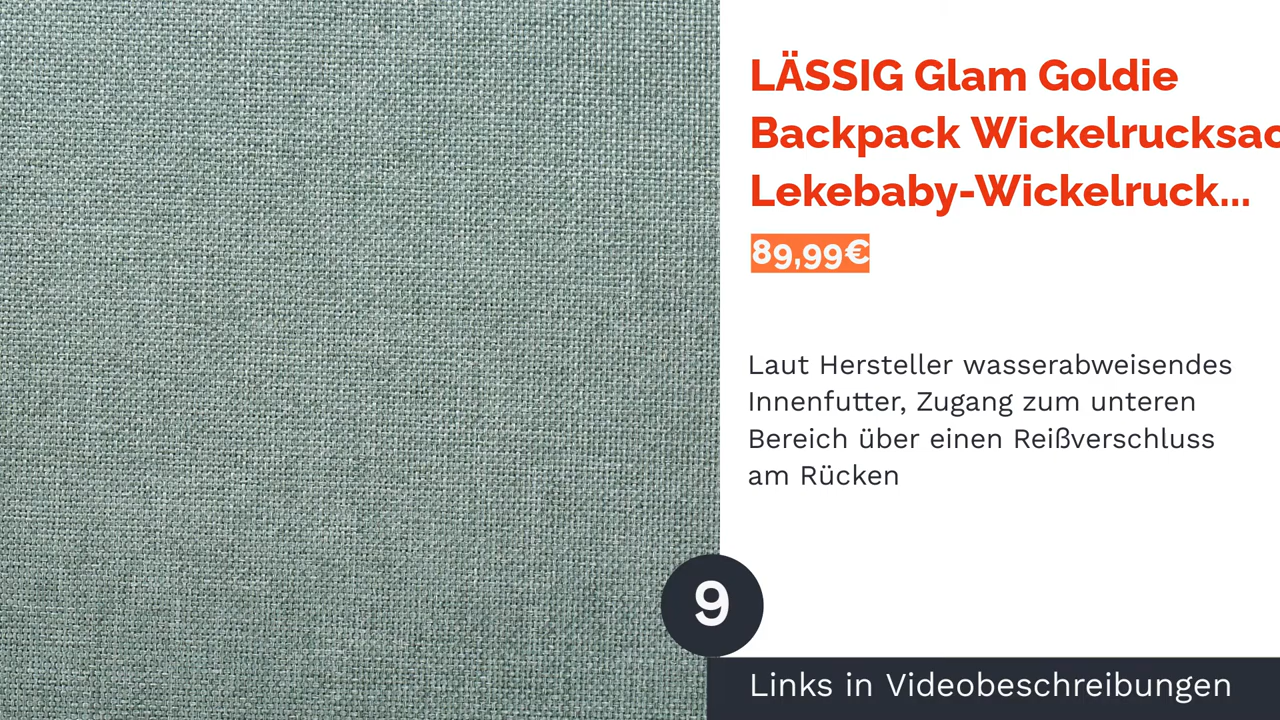 LÄSSIG Glam Goldie
Backpack Wickelrucksac
Lekebaby-Wickelruck...
89,99€
Laut Hersteller wasserabweisendes
Innenfutter, Zugang zum unteren
Bereich über einen Reißverschluss
am Rücken
9
Links in Videobeschreibungen